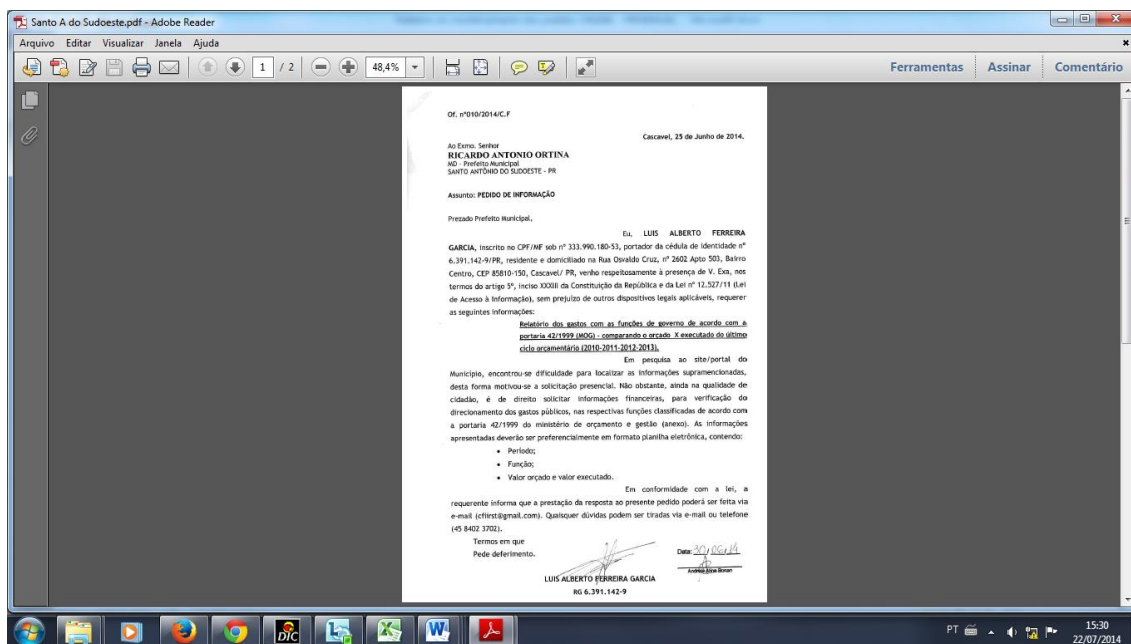 Santo A do Sudoeste.pdf - Adobe Reader
Arquivo Editar Visualizar Janela Ajuda
1 / 2 48,4% Ferramentas Assinar Comentário
Of. nº010/2014/C.F
Cascavel, 25 de Junho de 2014.
Ao Exmo. Senhor
RICARDO ANTONIO ORTINA
MD - Prefeito Municipal
SANTO ANTÔNIO DO SUDOESTE - PR
Assunto: PEDIDO DE INFORMAÇÃO
Prezado Prefeito Municipal,
Eu, LUIS ALBERTO FERREIRA
GARCIA, inscrito no CPF/MF sob nº 333.990.180-53, portador da cédula de identidade nº
6.391.142-9/PR, residente e domiciliado na Rua Osvaldo Cruz, nº 2602 Apto 503, Bairro
Centro, CEP 85810-150, Cascavel/ PR, venho respeitosamente à presença de V. Exa, nos
termos do artigo 5º, inciso XXXIII da Constituição da República e da Lei nº 12.527/11 (Lei
de Acesso à Informação), sem prejuízo de outros dispositivos legais aplicáveis, requerer
as seguintes informações:
Relatório dos gastos com as funções de governo de acordo com a
portaria 42/1999 (MOG) - comparando o orçado X executado do último
ciclo orçamentário (2010-2011-2012-2013).
Em pesquisa ao site/portal do
Município, encontrou-se dificuldade para localizar as informações supramencionadas,
desta forma motivou-se a solicitação presencial. Não obstante, ainda na qualidade de
cidadão, é de direito solicitar informações financeiras, para verificação do
direcionamento dos gastos públicos, nas respectivas funções classificadas de acordo com
a portaria 42/1999 do ministério de orçamento e gestão (anexo). As informações
apresentadas deverão ser preferencialmente em formato planilha eletrônica, contendo:
• Período;
• Função;
• Valor orçado e valor executado.
Em conformidade com a lei, a
requerente informa que a prestação da resposta ao presente pedido poderá ser feita via
e-mail (cfiirst@gmail.com). Quaisquer dúvidas podem ser tiradas via e-mail ou telefone
(45 8402 3702).
Termos em que
Pede deferimento.
Data: 30/06/14
LUIS ALBERTO FERREIRA GARCIA
RG 6.391.142-9
DIC
PT 15:30
22/07/2014